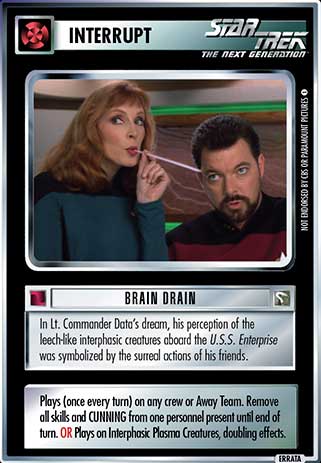 INTERRUPT
STAR TREK
THE NEXT GENERATION
NOT ENDORSED BY CBS OR PARAMOUNT PICTURES
BRAIN DRAIN
In Lt. Commander Data's dream, his perception of the
leech-like interphasic creatures aboard the U.S.S. Enterprise
was symbolized by the surreal actions of his friends.
Plays (once every turn) on any crew or Away Team. Remove
all skills and CUNNING from one personnel present until end of
turn. OR Plays on Interphasic Plasma Creatures, doubling effects.
ERRATA